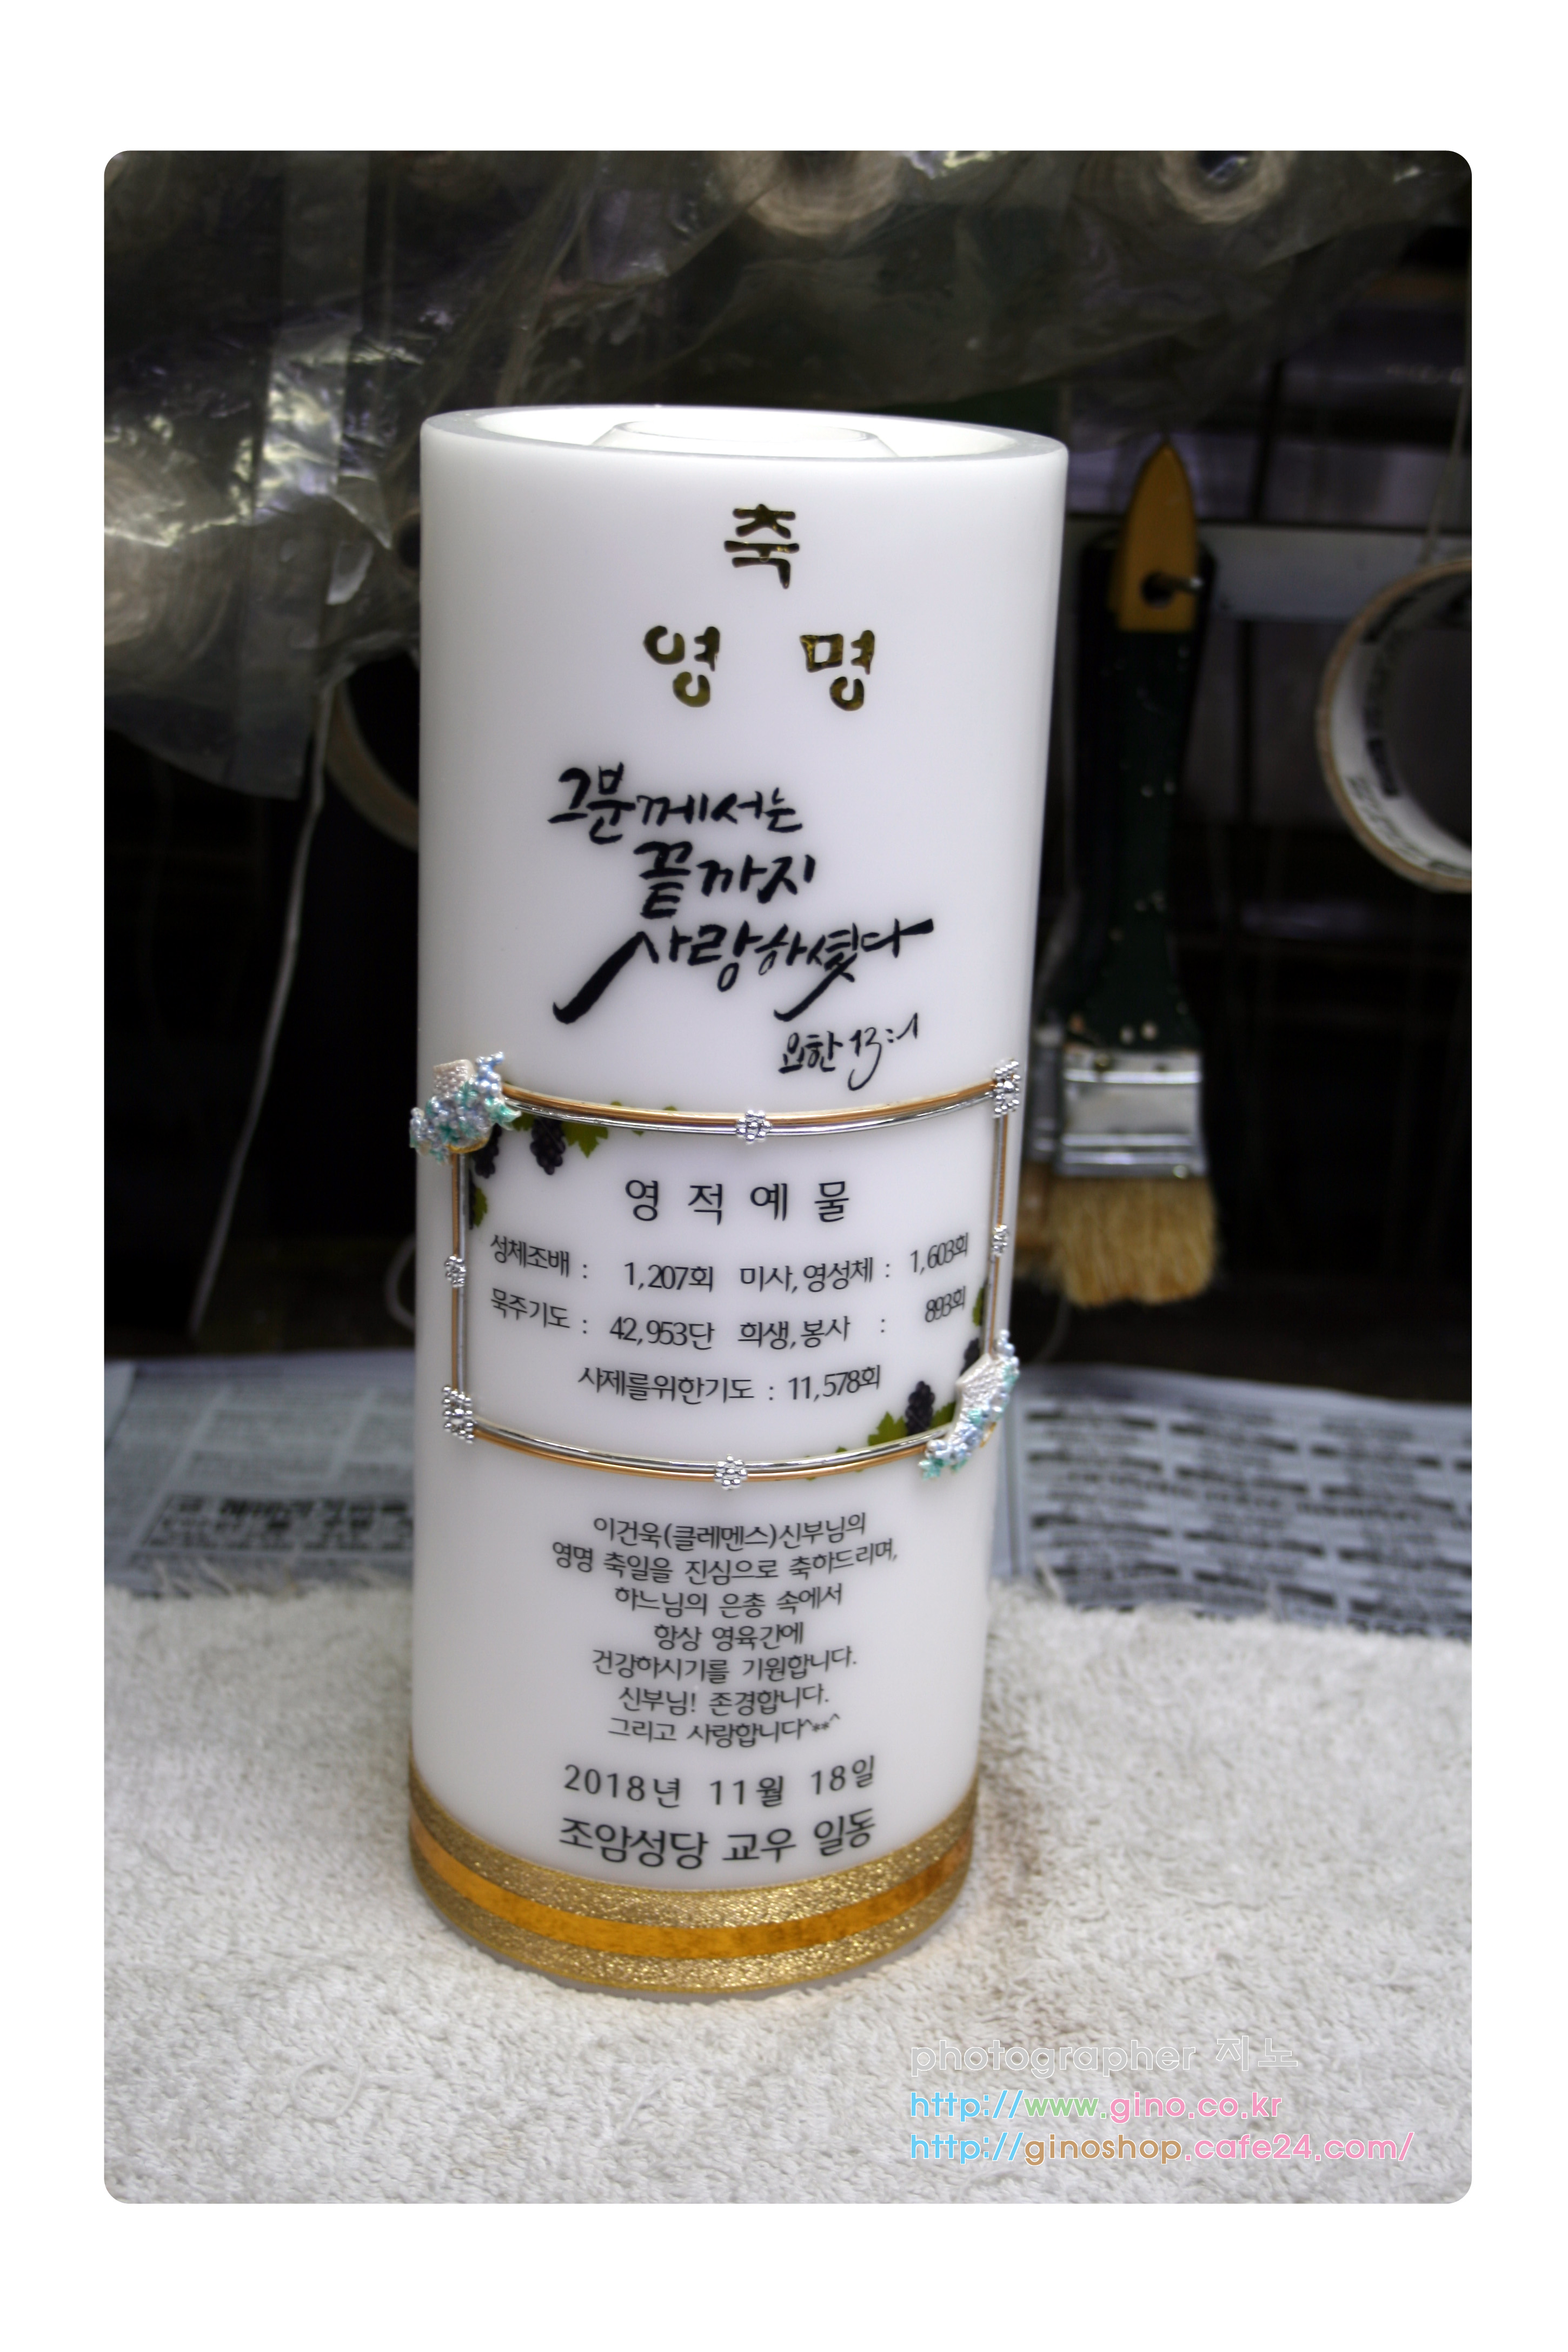 축
영 명
그분께서는
끝까지
사랑하셨다
요한 13:1
영 적 예 물
성체조배 : 1,207회 미사,영성체 : 1,603회
묵주기도 : 42,953단 희생,봉사 : 893회
사제를위한기도 : 11,578회
이건욱(클레멘스)신부님의
영명 축일을 진심으로 축하드리며,
하느님의 은총 속에서
항상 영육간에
건강하시기를 기원합니다.
신부님! 존경합니다.
그리고 사랑합니다^**^
2018년 11월 18일
조암성당 교우 일동
photographer 지노
http://www.gino.co.kr
http://ginoshop.cafe24.com/